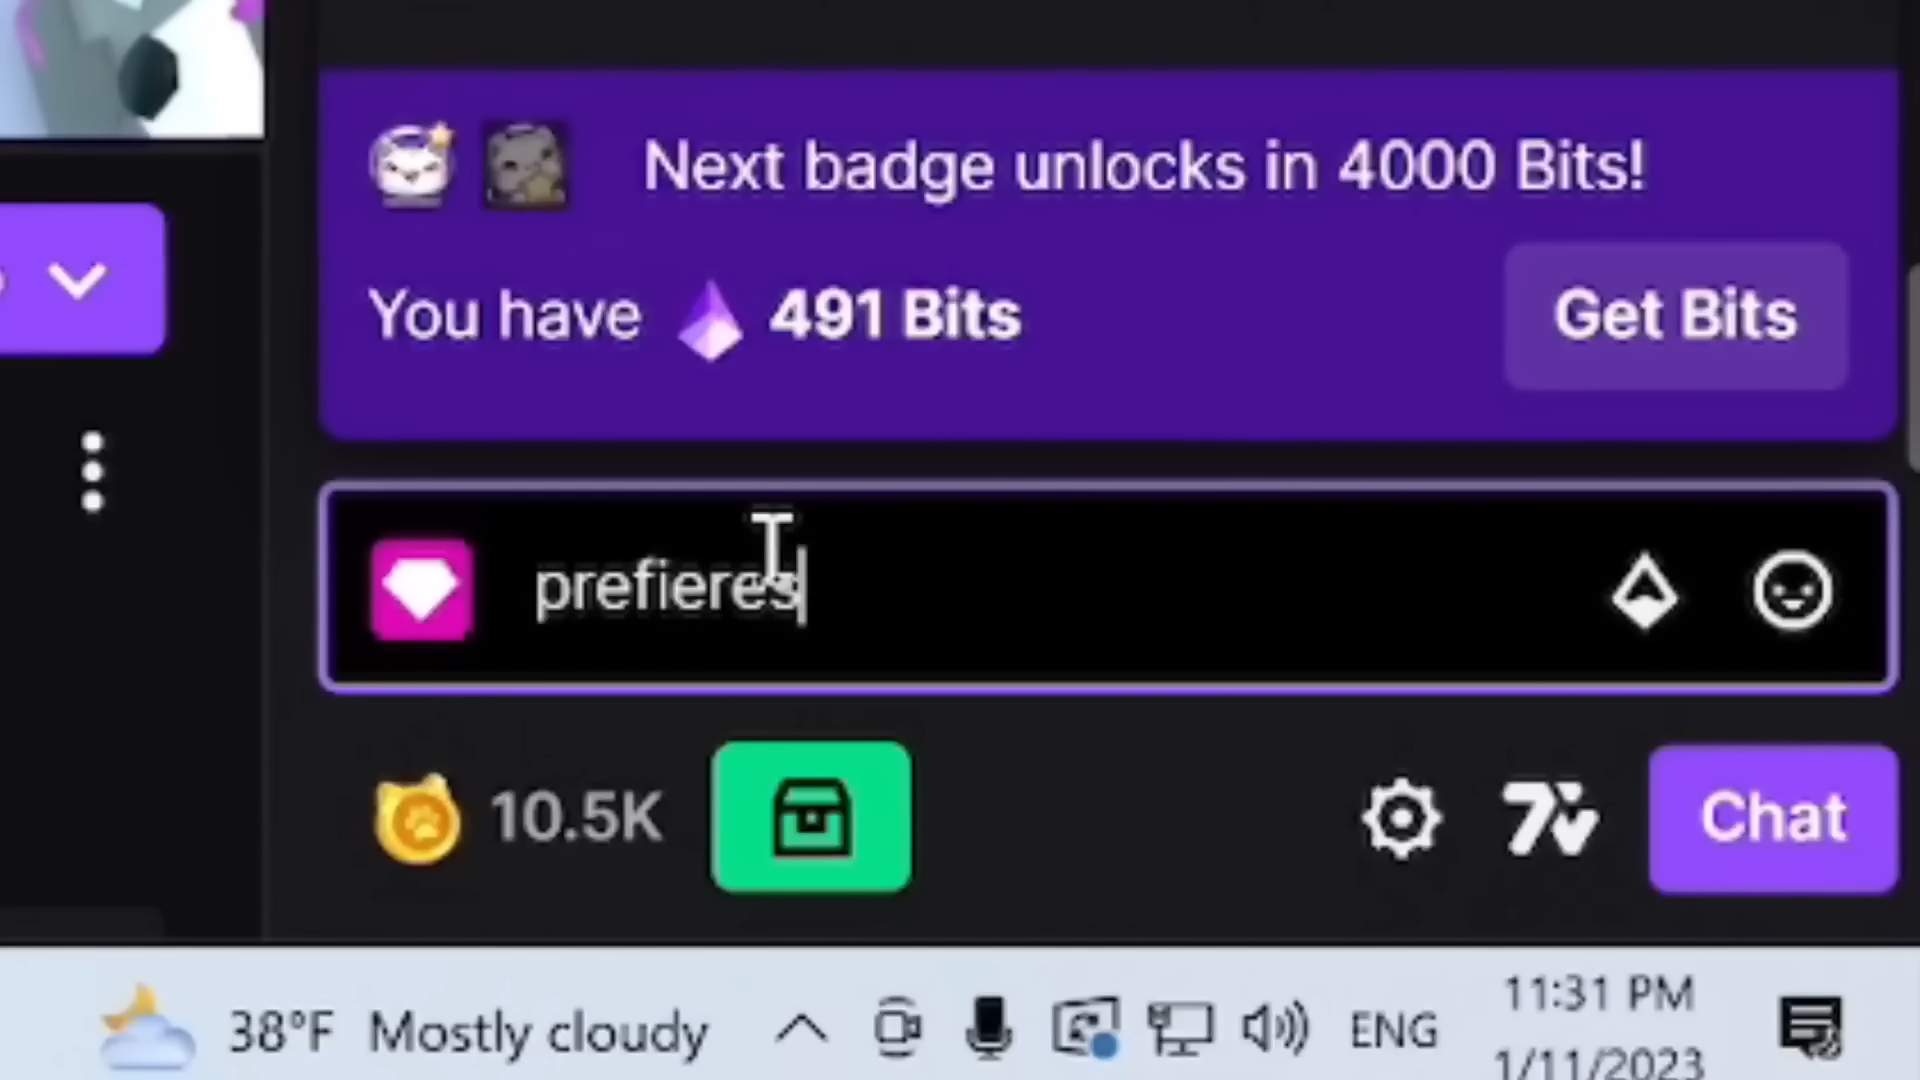 Next badge unlocks in 4000 Bits!
You have 491 Bits
Get Bits
prefieres
10.5K
7v
Chat
38°F Mostly cloudy
ENG
11:31 PM
1/11/2023